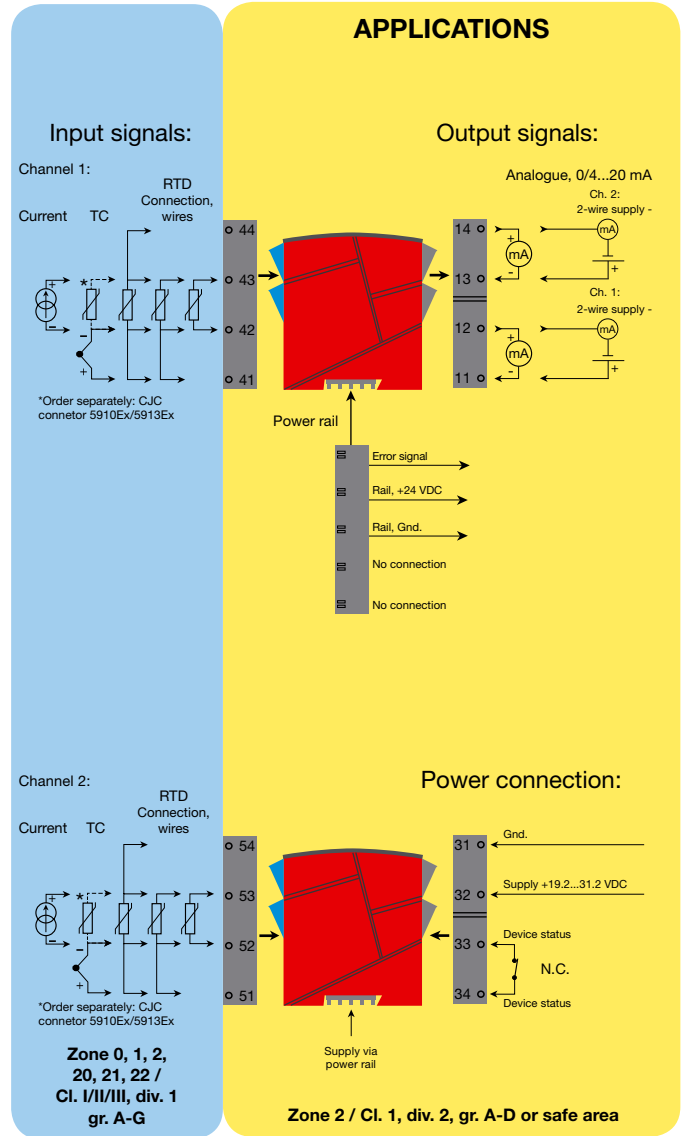 APPLICATIONS
Input signals:
Output signals:
Channel 1:
Analogue, 0/4...20 mA
RTD
Connection,
wires
Current
TC
Ch. 2:
2-wire supply -
44
43
42
41
14
13
12
11
+
mA
-
mA
+
Ch. 1:
2-wire supply -
+
mA
-
mA
+
+
-
*
-
+
*Order separately: CJC
connetor 5910Ex/5913Ex
Power rail
Error signal
Rail, +24 VDC
Rail, Gnd.
No connection
No connection
Channel 2:
Power connection:
RTD
Connection,
wires
Current
TC
54
53
52
51
31
32
33
34
Gnd.
Supply +19.2...31.2 VDC
Device status
N.C.
Device status
+
-
*
-
+
*Order separately: CJC
connetor 5910Ex/5913Ex
Supply via
power rail
Zone 0, 1, 2,
20, 21, 22 /
Cl. I/II/III, div. 1
gr. A-G
Zone 2 / Cl. 1, div. 2, gr. A-D or safe area